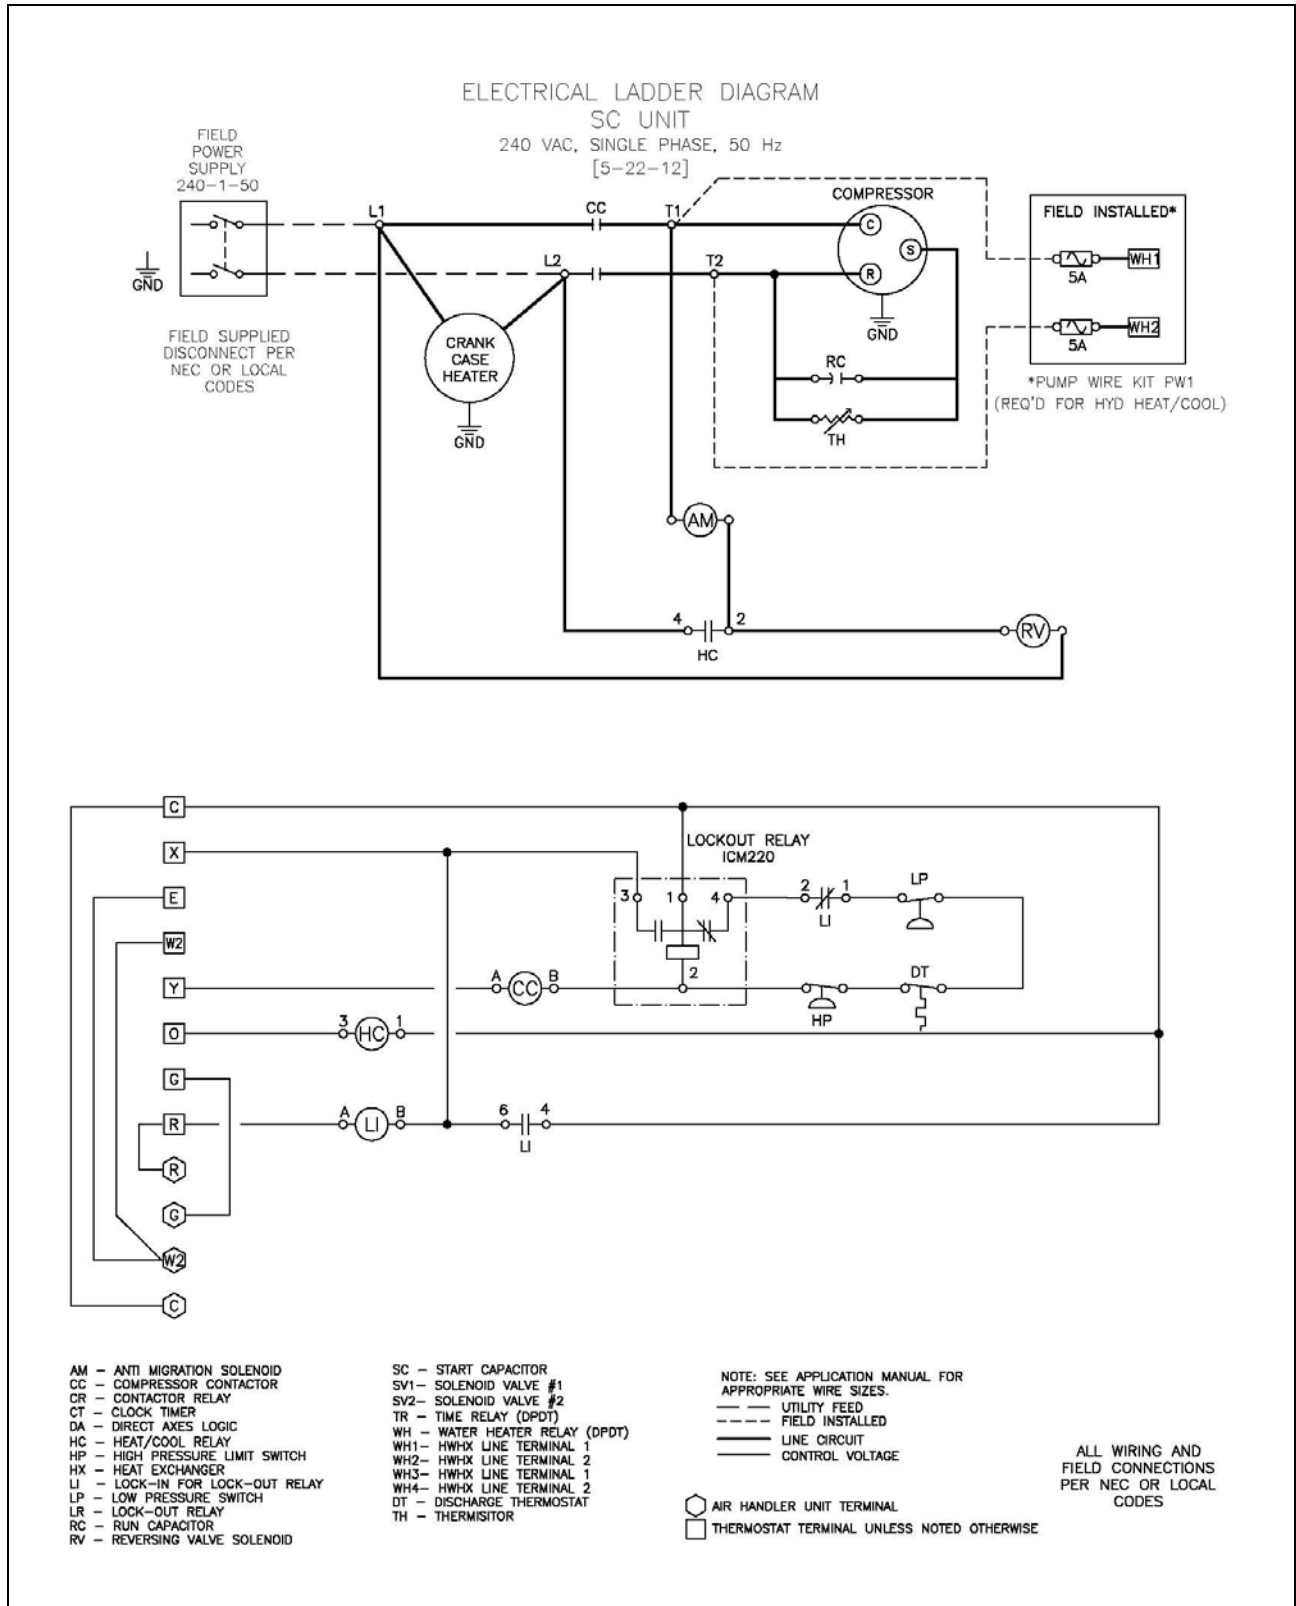 ELECTRICAL LADDER DIAGRAM
SC UNIT
240 VAC, SINGLE PHASE, 50 Hz
[5-22-12]
FIELD
POWER
SUPPLY
240-1-50
GND
FIELD SUPPLIED
DISCONNECT PER
NEC OR LOCAL
CODES
L1
CC
T1
L2
T2
CRANK
CASE
HEATER
GND
COMPRESSOR
C
S
R
GND
RC
TH
FIELD INSTALLED*
WH1
5A
WH2
5A
*PUMP WIRE KIT PW1
(REQ'D FOR HYD HEAT/COOL)
AM
4
2
HC
RV
C
X
E
W2
Y
O
G
R
R
G
W2
C
LOCKOUT RELAY
ICM220
3
1
4
2
2
1
LI
LP
A
CC
B
HP
DT
3
HC
1
A
LI
B
6
4
LI
AM - ANTI MIGRATION SOLENOID
CC - COMPRESSOR CONTACTOR
CR - CONTACTOR RELAY
CT - CLOCK TIMER
DA - DIRECT AXES LOGIC
HC - HEAT/COOL RELAY
HP - HIGH PRESSURE LIMIT SWITCH
HX - HEAT EXCHANGER
LI - LOCK-IN FOR LOCK-OUT RELAY
LP - LOW PRESSURE SWITCH
LR - LOCK-OUT RELAY
RC - RUN CAPACITOR
RV - REVERSING VALVE SOLENOID
SC - START CAPACITOR
SV1- SOLENOID VALVE #1
SV2- SOLENOID VALVE #2
TR - TIME RELAY (DPDT)
WH - WATER HEATER RELAY (DPDT)
WH1- HWHX LINE TERMINAL 1
WH2- HWHX LINE TERMINAL 2
WH3- HWHX LINE TERMINAL 1
WH4- HWHX LINE TERMINAL 2
DT - DISCHARGE THERMOSTAT
TH - THERMISITOR
NOTE: SEE APPLICATION MANUAL FOR
APPROPRIATE WIRE SIZES.
UTILITY FEED
FIELD INSTALLED
LINE CIRCUIT
CONTROL VOLTAGE
AIR HANDLER UNIT TERMINAL
THERMOSTAT TERMINAL UNLESS NOTED OTHERWISE
ALL WIRING AND
FIELD CONNECTIONS
PER NEC OR LOCAL
CODES